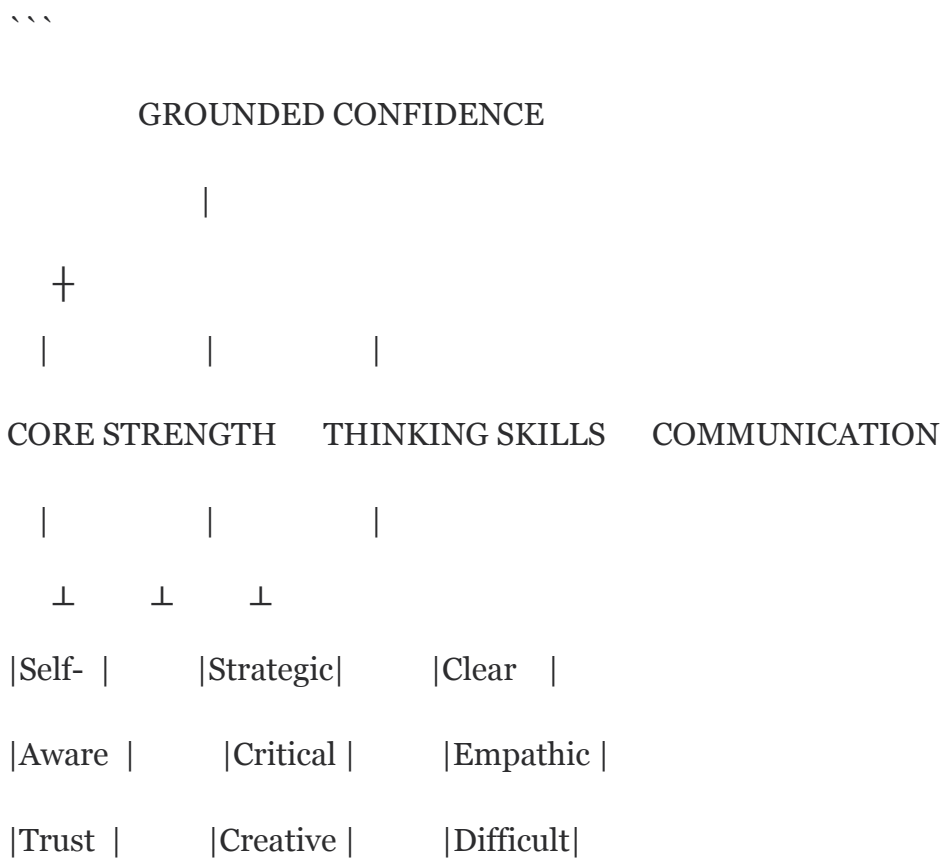 ```
GROUNDED CONFIDENCE
|
┼
| | |
CORE STRENGTH THINKING SKILLS COMMUNICATION
| | |
┴ ┴ ┴
|Self- | |Strategic| |Clear |
|Aware | |Critical | |Empathic |
|Trust | |Creative | |Difficult|